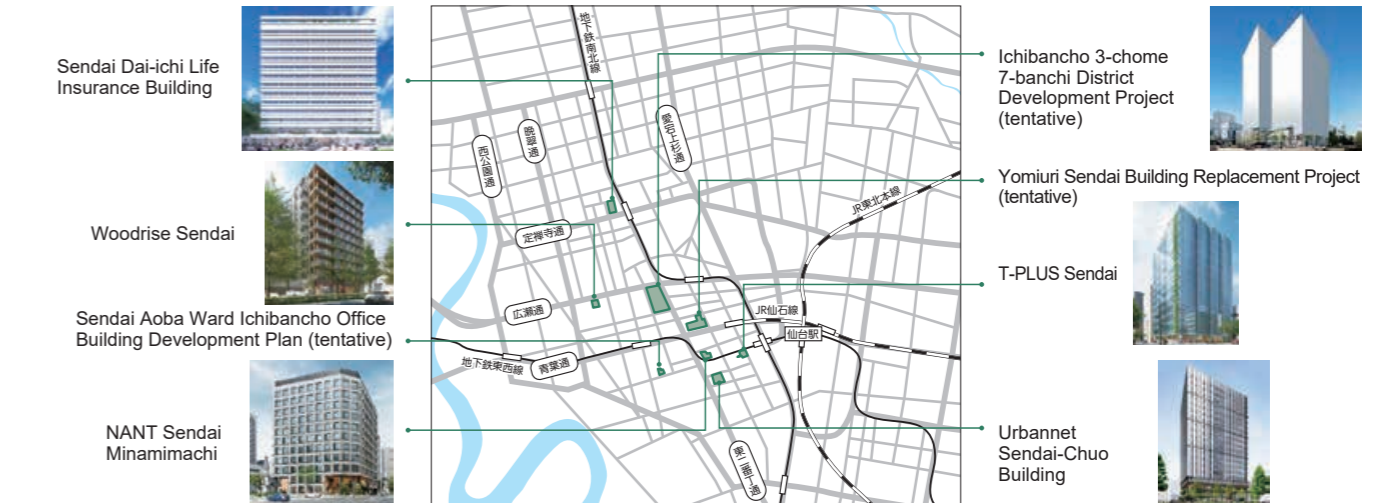 Sendai Dai-ichi Life
Insurance Building
Woodrise Sendai
Sendai Aoba Ward Ichibancho Office
Building Development Plan (tentative)
NANT Sendai
Minamimachi
地下鉄南北線
愛宕上杉通
晩翠通
西公園通
定禅寺通
JR東北本線
広瀬通
JR仙石線
仙台駅
地下鉄東西線
青葉通
東二番丁通
Ichibancho 3-chome
7-banchi District
Development Project
(tentative)
Yomiuri Sendai Building Replacement Project
(tentative)
T-PLUS Sendai
Urbannet
Sendai-Chuo
Building